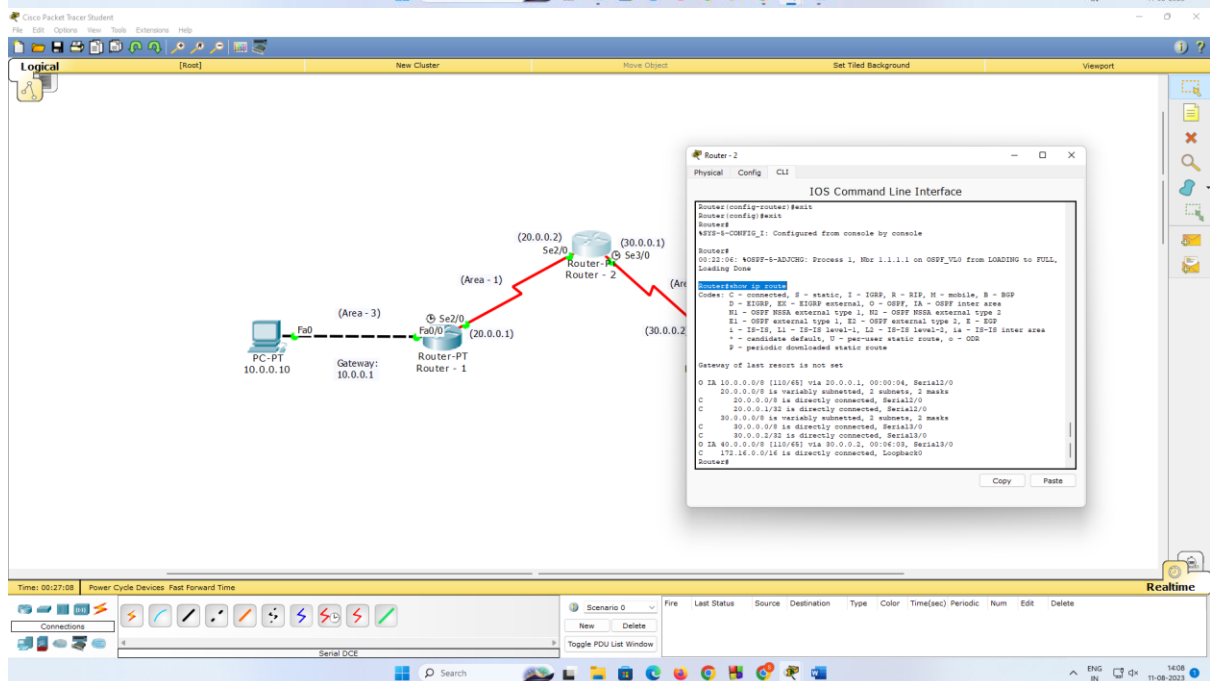 IN
11-08-2023
Cisco Packet Tracer Student
File Edit Options View Tools Extensions Help
Logical
[Root]
New Cluster
Move Object
Set Tiled Background
Viewport
Router - 2
Physical Config CLI
IOS Command Line Interface
Router(config-router)#exit
Router(config)#exit
Router#
%SYS-5-CONFIG_I: Configured from console by console
Router#
00:22:06: %OSPF-5-ADJCHG: Process 1, Nbr 1.1.1.1 on OSPF_VL0 from LOADING to FULL,
Loading Done
Router#show ip route
Codes: C - connected, S - static, I - IGRP, R - RIP, M - mobile, B - BGP
D - EIGRP, EX - EIGRP external, O - OSPF, IA - OSPF inter area
N1 - OSPF NSSA external type 1, N2 - OSPF NSSA external type 2
E1 - OSPF external type 1, E2 - OSPF external type 2, E - EGP
i - IS-IS, L1 - IS-IS level-1, L2 - IS-IS level-2, ia - IS-IS inter area
* - candidate default, U - per-user static route, o - ODR
P - periodic downloaded static route
Gateway of last resort is not set
O IA 10.0.0.0/8 [110/65] via 20.0.0.1, 00:00:04, Serial2/0
20.0.0.0/8 is variably subnetted, 2 subnets, 2 masks
C 20.0.0.0/8 is directly connected, Serial2/0
C 20.0.0.1/32 is directly connected, Serial2/0
30.0.0.0/8 is variably subnetted, 2 subnets, 2 masks
C 30.0.0.0/8 is directly connected, Serial3/0
C 30.0.0.2/32 is directly connected, Serial3/0
O IA 40.0.0.0/8 [110/65] via 30.0.0.2, 00:06:03, Serial3/0
C 172.16.0.0/16 is directly connected, Loopback0
Router#
Copy Paste
(20.0.0.2)
Se2/0
(30.0.0.1)
Se3/0
Router-P
Router - 2
(Area - 1)
(Are
(30.0.0.2
(Area - 3)
Se2/0
Fa0
Fa0/0
(20.0.0.1)
PC-PT
10.0.0.10
Gateway:
10.0.0.1
Router-PT
Router - 1
Time: 00:27:08 Power Cycle Devices Fast Forward Time
Realtime
Connections
Serial DCE
Scenario 0
New Delete
Toggle PDU List Window
Fire Last Status Source Destination Type Color Time(sec) Periodic Num Edit Delete
Search
ENG
IN
14:08
11-08-2023